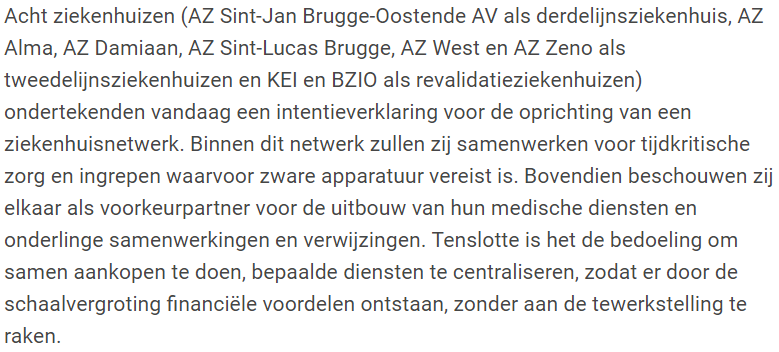 Acht ziekenhuizen (AZ Sint-Jan Brugge-Oostende AV als derdelijnsziekenhuis, AZ
Alma, AZ Damiaan, AZ Sint-Lucas Brugge, AZ West en AZ Zeno als
tweedelijnsziekenhuizen en KEI en BZIO als revalidatieziekenhuizen)
ondertekenden vandaag een intentieverklaring voor de oprichting van een
ziekenhuisnetwerk. Binnen dit netwerk zullen zij samenwerken voor tijdkritische
zorg en ingrepen waarvoor zware apparatuur vereist is. Bovendien beschouwen zij
elkaar als voorkeurpartner voor de uitbouw van hun medische diensten en
onderlinge samenwerkingen en verwijzingen. Tenslotte is het de bedoeling om
samen aankopen te doen, bepaalde diensten te centraliseren, zodat er door de
schaalvergroting financiële voordelen ontstaan, zonder aan de tewerkstelling te
raken.